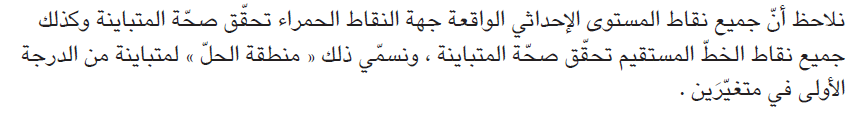 نلاحظ أنّ جميع نقاط المستوى الإحداثي الواقعة جهة النقاط الحمراء تحقّق صحّة المتباينة وكذلك
جميع نقاط الخطّ المستقيم تحقّق صحّة المتباينة ، ونسمّي ذلك « منطقة الحلّ » لمتباينة من الدرجة
الأولى في متغيّرَين .